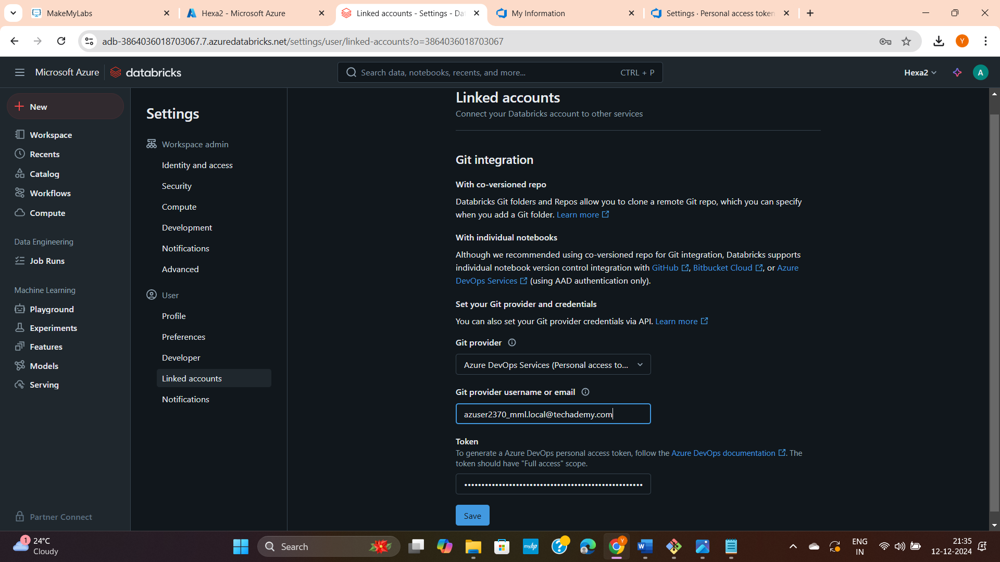 MakeMyLabs
Hexa2 - Microsoft Azure
Linked accounts - Settings - Da
My Information
Settings · Personal access token
adb-3864036018703067.7.azuredatabricks.net/settings/user/linked-accounts?o=3864036018703067
Y
Microsoft Azure
databricks
Search data, notebooks, recents, and more...
CTRL + P
Hexa2
A
New
Workspace
Recents
Catalog
Workflows
Compute
Data Engineering
Job Runs
Machine Learning
Playground
Experiments
Features
Models
Serving
Partner Connect
Settings
Workspace admin
Identity and access
Security
Compute
Development
Notifications
Advanced
User
Profile
Preferences
Developer
Linked accounts
Notifications
Linked accounts
Connect your Databricks account to other services
Git integration
With co-versioned repo
Databricks Git folders and Repos allow you to clone a remote Git repo, which you can specify
when you add a Git folder. Learn more
With individual notebooks
Although we recommended using co-versioned repo for Git integration, Databricks supports
individual notebook version control integration with GitHub, Bitbucket Cloud, or Azure
DevOps Services (using AAD authentication only).
Set your Git provider and credentials
You can also set your Git provider credentials via API. Learn more
Git provider
Azure DevOps Services (Personal access to...
Git provider username or email
azuser2370_mml.local@techademy.com
Token
To generate a Azure DevOps personal access token, follow the Azure DevOps documentation. The
token should have "Full access" scope.
Save
1
24°C
Cloudy
Search
myhp
Y
W
ENG
IN
21:35
12-12-2024